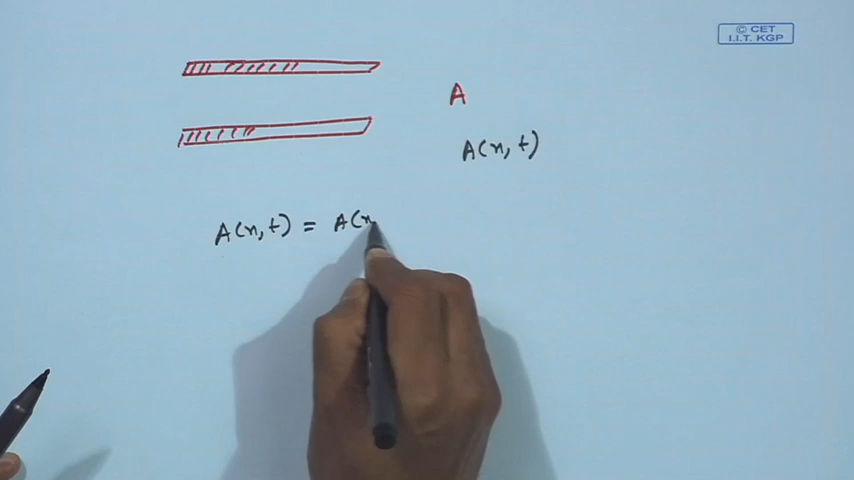 © CET
I.I.T. KGP
A
A(x,t)
A(x,t) = A(x